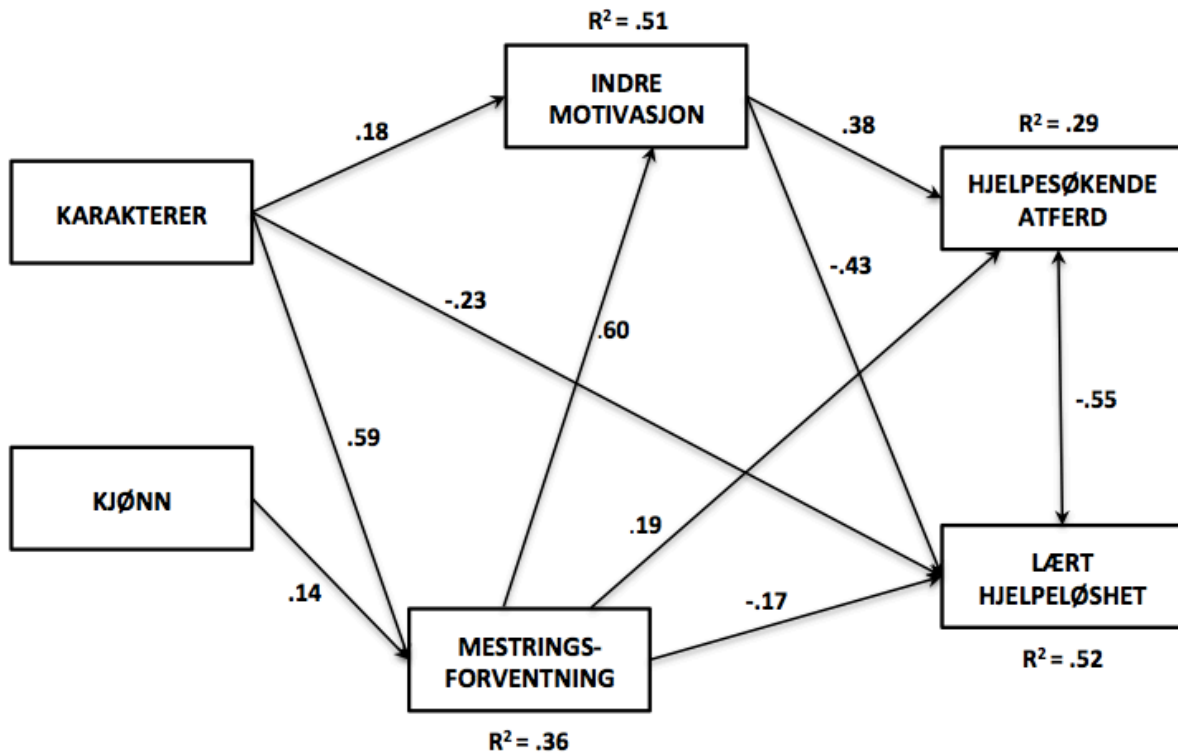 R² = .51
INDRE
MOTIVASJON
.18
.38
R² = .29
KARAKTERER
HJELPESØKENDE
ATFERD
-.43
-.23
.60
-.55
.59
KJØNN
.19
.14
-.17
LÆRT
HJELPELØSHET
MESTRINGS-
FORVENTNING
R² = .52
R² = .36